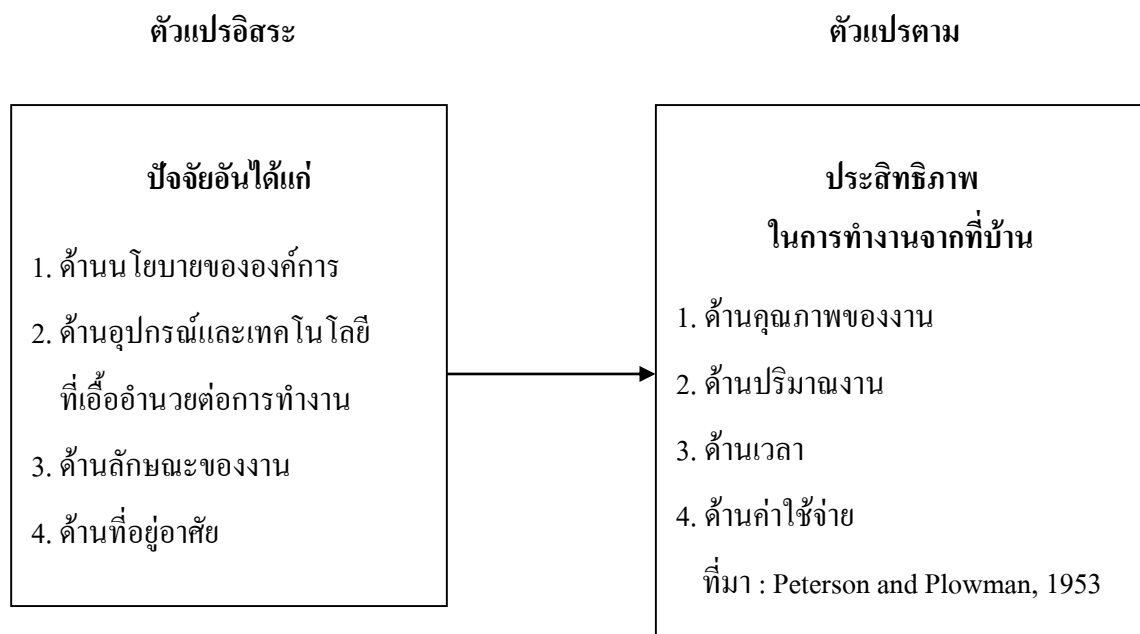 ตัวแปรอิสระ
ตัวแปรตาม
ปัจจัยอันได้แก่
1. ด้านนโยบายขององค์การ
2. ด้านอุปกรณ์และเทคโนโลยี
ที่เอื้ออำนวยต่อการทำงาน
3. ด้านลักษณะของงาน
4. ด้านที่อยู่อาศัย
ประสิทธิภาพ
ในการทำงานจากที่บ้าน
1. ด้านคุณภาพของงาน
2. ด้านปริมาณงาน
3. ด้านเวลา
4. ด้านค่าใช้จ่าย
ที่มา : Peterson and Plowman, 1953